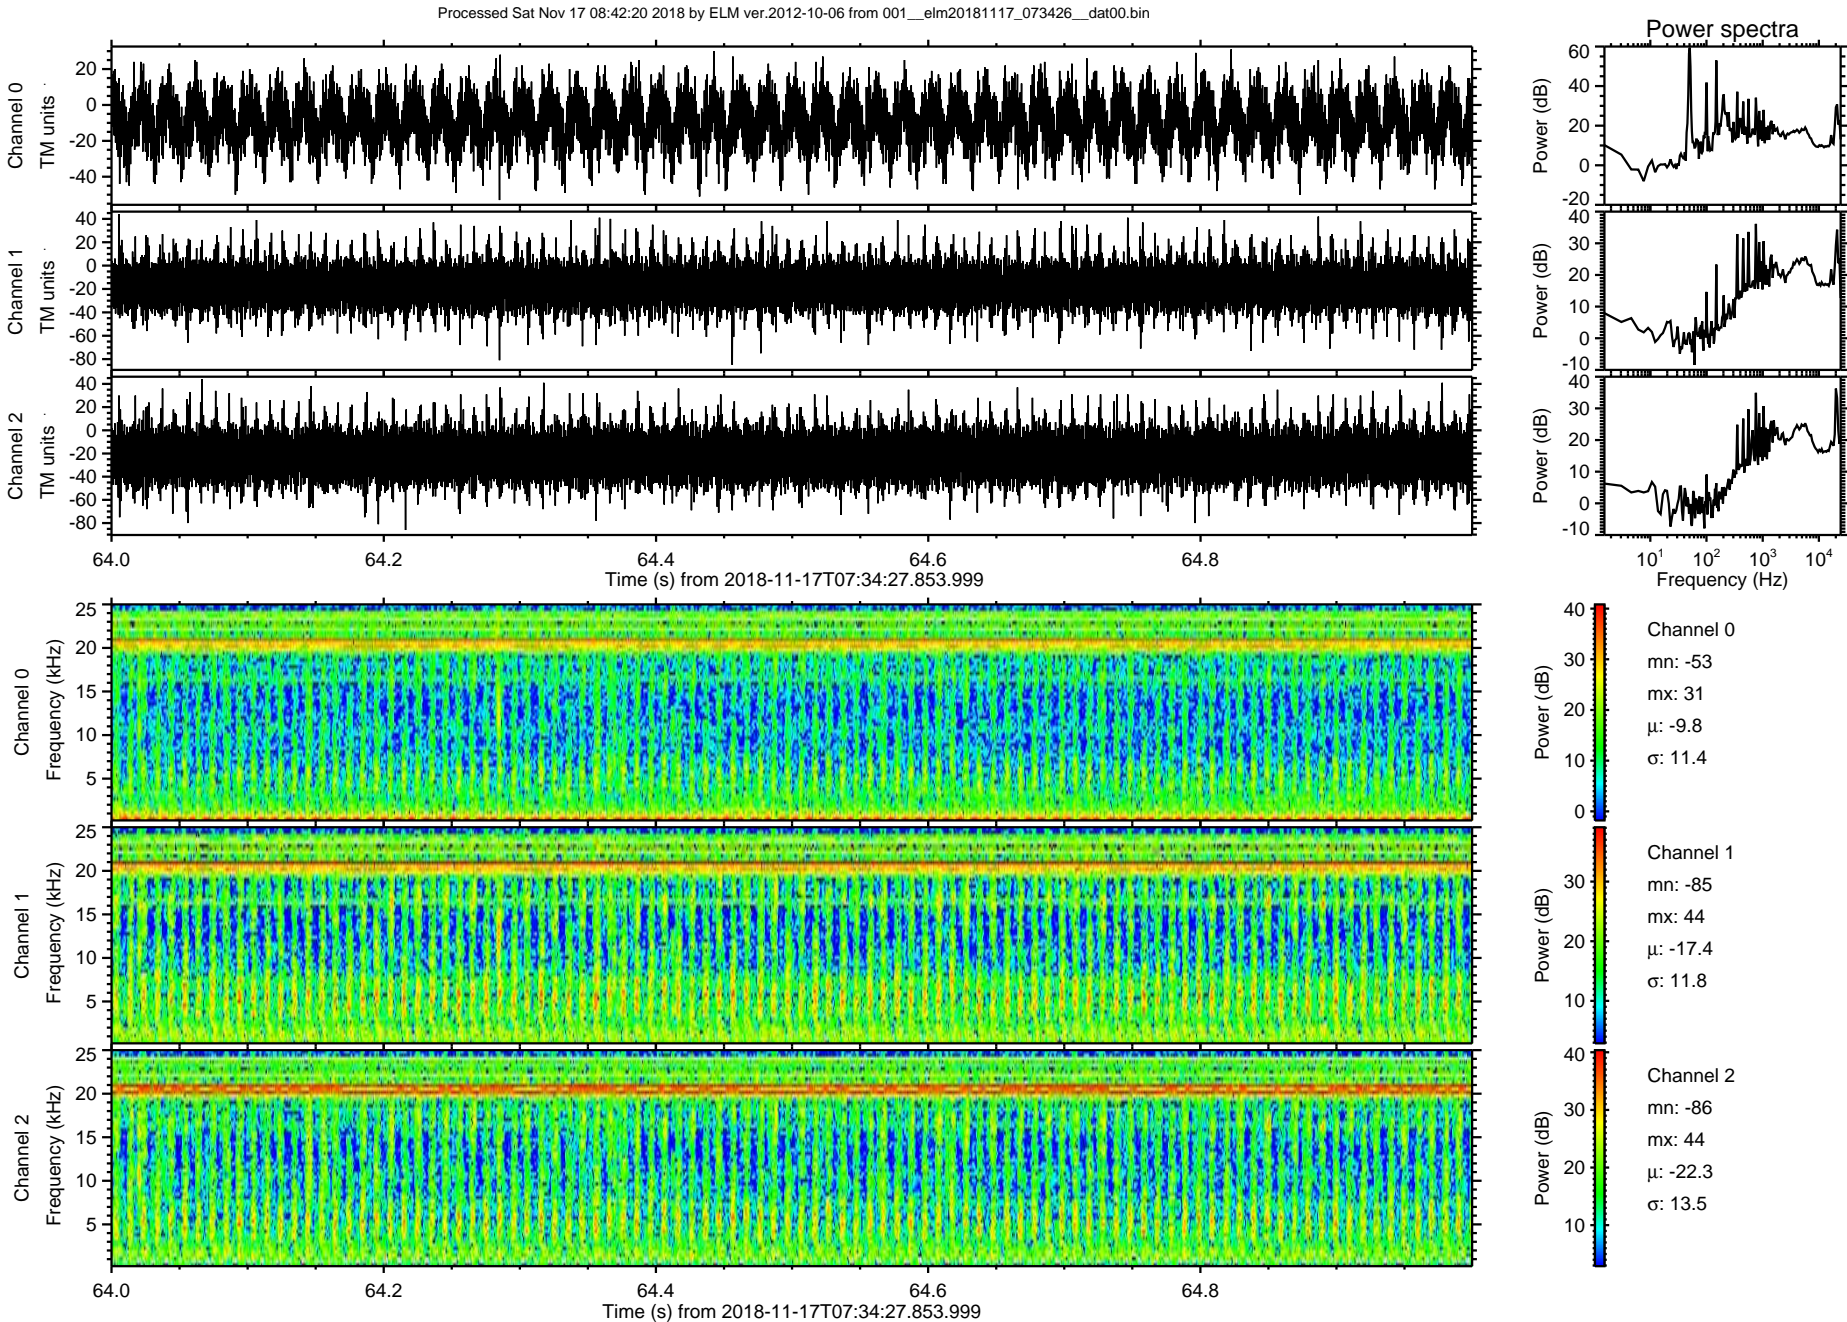 Processed Sat Nov 17 08:42:20 2018 by ELM ver.2012-10-06 from 001__elm20181117_073426__dat00.bin
Power spectra
Channel 0
TM units
20
0
-20
-40
Power (dB)
60
40
20
0
-20
Channel 1
TM units
40
20
0
-20
-40
-60
-80
Power (dB)
40
30
20
10
0
-10
Channel 2
TM units
40
20
0
-20
-40
-60
-80
Power (dB)
40
30
20
10
0
-10
64.0 64.2 64.4 64.6 64.8
Time (s) from 2018-11-17T07:34:27.853.999
10¹ 10² 10³ 10⁴
Frequency (Hz)
Channel 0
Frequency (kHz)
25
20
15
10
5
Power (dB)
40
30
20
10
0
Channel 0
mn: -53
mx: 31
μ: -9.8
σ: 11.4
Channel 1
Frequency (kHz)
25
20
15
10
5
Power (dB)
30
20
10
Channel 1
mn: -85
mx: 44
μ: -17.4
σ: 11.8
Channel 2
Frequency (kHz)
25
20
15
10
5
Power (dB)
40
30
20
10
Channel 2
mn: -86
mx: 44
μ: -22.3
σ: 13.5
64.0 64.2 64.4 64.6 64.8
Time (s) from 2018-11-17T07:34:27.853.999